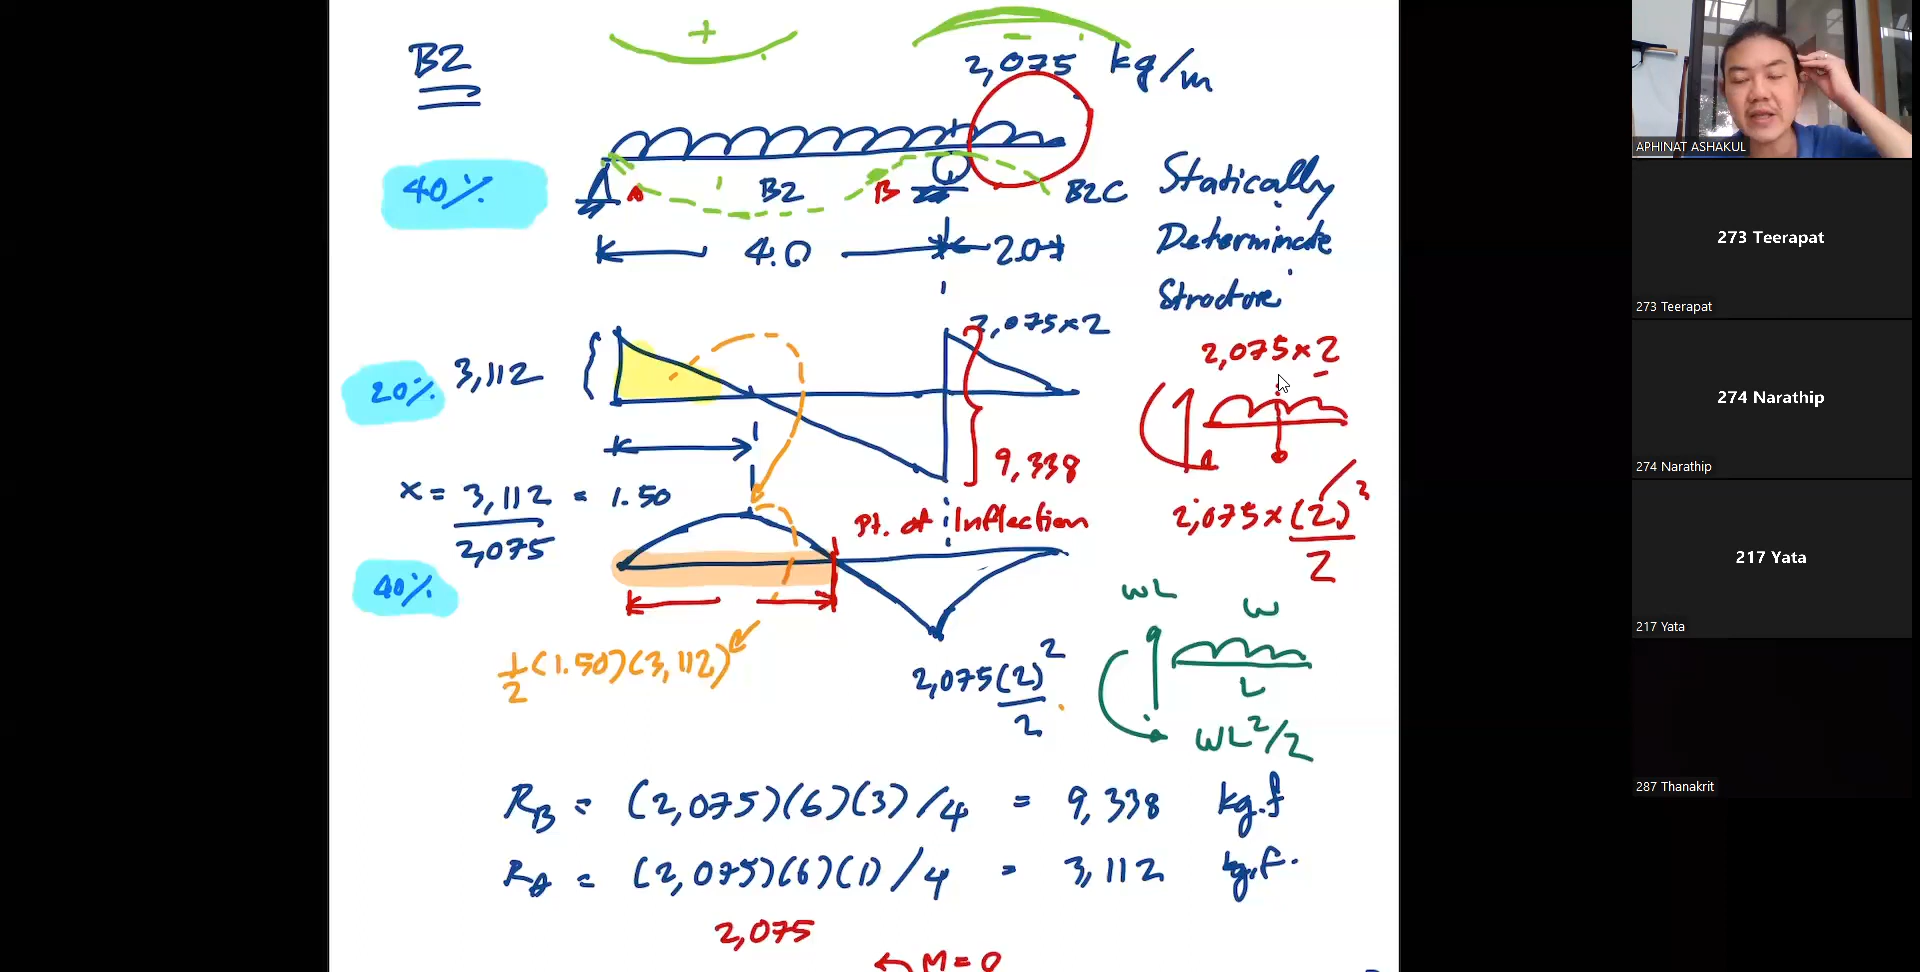 B2
+
-
2,075 kg/m
40%
A
B2
B
B2C
Statically
Determinate
Structure
4.0
2.0
3,112
20%
2,075×2
9,338
2,075×2
x = 3,112 = 1.50
2,075
Pt. of Inflection
2,075×(2)²
2
40%
½(1.50)(3,112)
2,075(2)²
2
WL
W
L
WL²/2
RB = (2,075)(6)(3)/4 = 9,338 kg.f
RA = (2,075)(6)(1)/4 = 3,112 kg.f.
2,075
M = 0
APHINAT ASHAKUL
273 Teerapat
273 Teerapat
274 Narathip
274 Narathip
217 Yata
217 Yata
287 Thanakrit